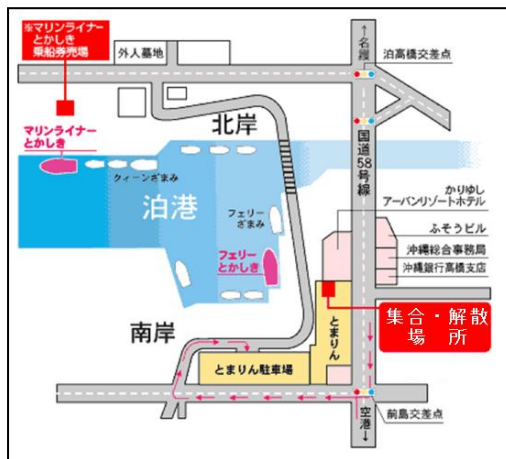 ※マリンライナー
とかしき
乗船券売場
外人墓地
↑名護
泊高橋交差点
北岸
マリンライナー
とかしき
クィーンざまみ
泊港
国道58号線
フェリー
ざまみ
フェリー
とかしき
かりゆし
アーバンリゾートホテル
ふそうビル
沖縄総合事務局
沖縄銀行高橋支店
集合・解散
場　所
南岸
とまりん
とまりん駐車場
前島交差点
空港↓